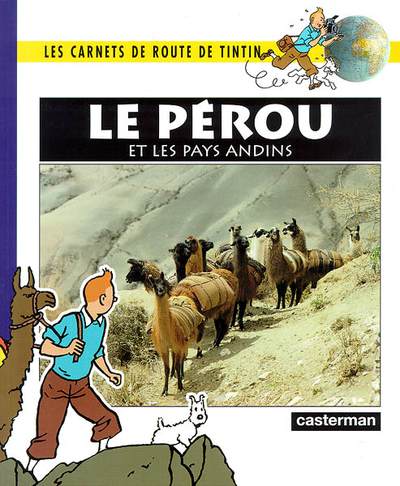 LES CARNETS DE ROUTE DE TINTIN
LE PÉROU
ET LES PAYS ANDINS
casterman